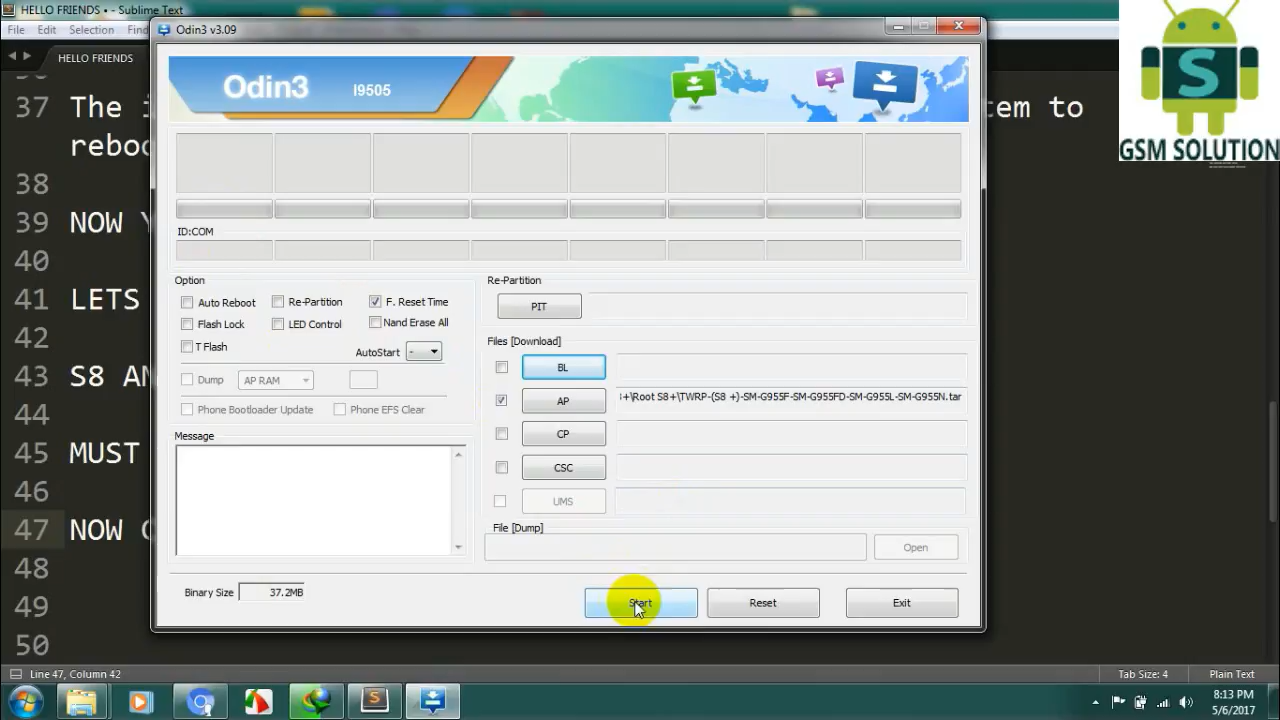 HELLO FRIENDS • - Sublime Text
File Edit Selection Find
HELLO FRIENDS
Odin3 v3.09
Odin3 I9505
S
GSM SOLUTION
37 The
reboo
tem to
38
39 NOW
40
41 LETS
42
43 S8
44
45 MUST
46
47 NOW
48
49
50
ID:COM
Option
Auto Reboot
Re-Partition
F. Reset Time
Flash Lock
LED Control
Nand Erase All
T Flash
AutoStart -
Dump
AP RAM
Phone Bootloader Update
Phone EFS Clear
Message
Re-Partition
PIT
Files [Download]
BL
AP
+\Root S8+\TWRP-(S8 +)-SM-G955F-SM-G955FD-SM-G955L-SM-G955N.tar
CP
CSC
UMS
File [Dump]
Open
Binary Size 37.2MB
Start
Reset
Exit
Line 47, Column 42
Tab Size: 4
Plain Text
8:13 PM
5/6/2017